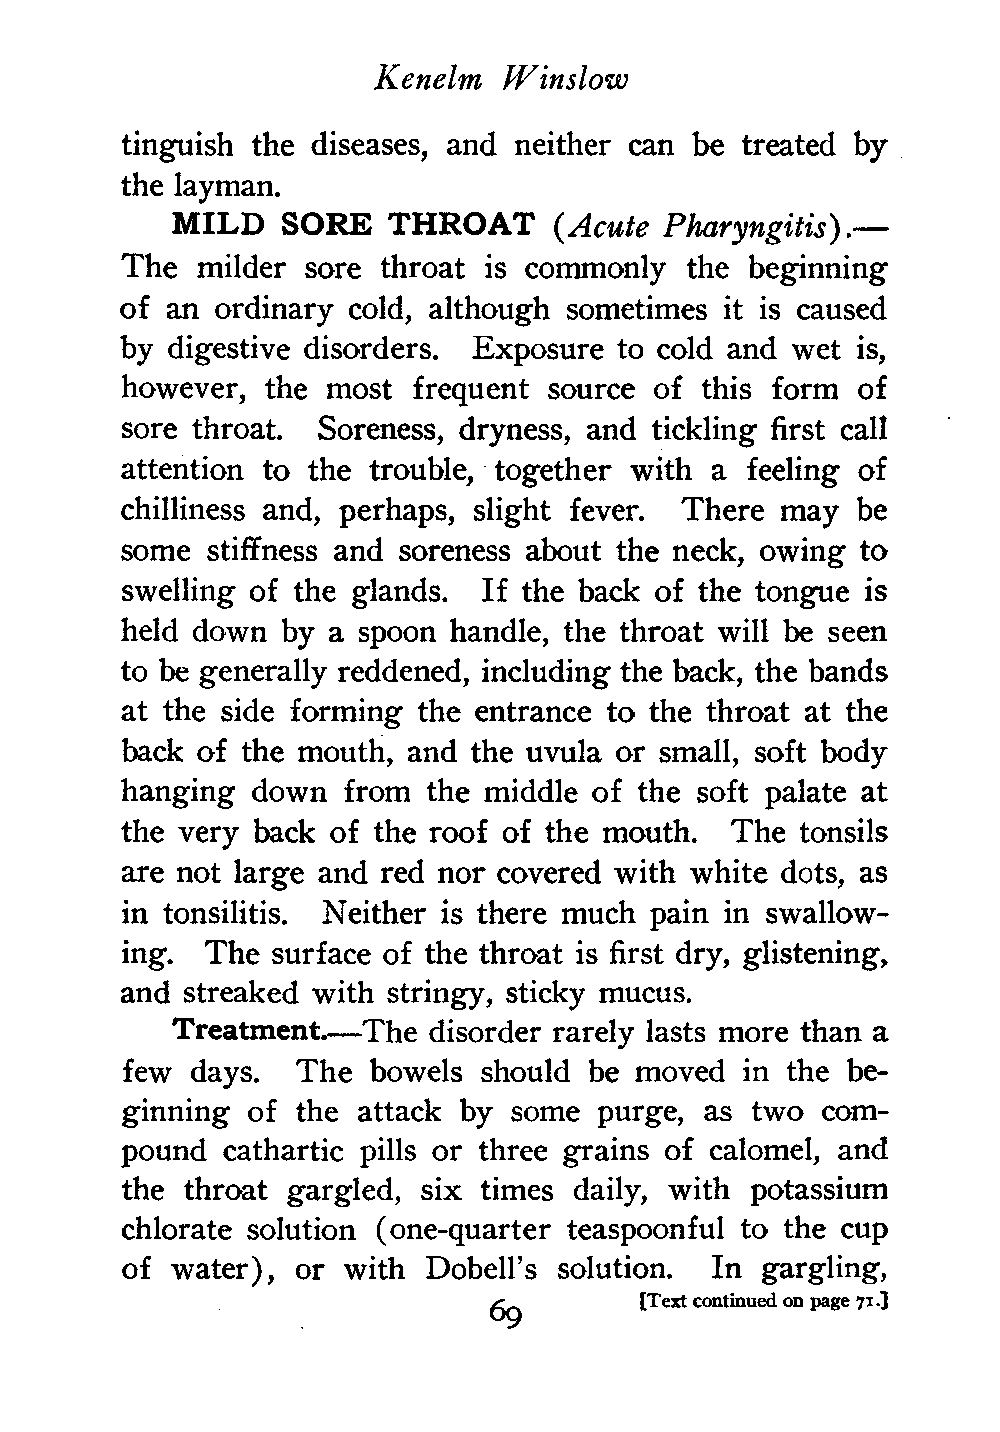 Kenelm Winslow
tinguish the diseases, and neither can be treated by
the layman.
MILD SORE THROAT (Acute Pharyngitis).—
The milder sore throat is commonly the beginning
of an ordinary cold, although sometimes it is caused
by digestive disorders. Exposure to cold and wet is,
however, the most frequent source of this form of
sore throat. Soreness, dryness, and tickling first call
attention to the trouble, together with a feeling of
chilliness and, perhaps, slight fever. There may be
some stiffness and soreness about the neck, owing to
swelling of the glands. If the back of the tongue is
held down by a spoon handle, the throat will be seen
to be generally reddened, including the back, the bands
at the side forming the entrance to the throat at the
back of the mouth, and the uvula or small, soft body
hanging down from the middle of the soft palate at
the very back of the roof of the mouth. The tonsils
are not large and red nor covered with white dots, as
in tonsilitis. Neither is there much pain in swallow-
ing. The surface of the throat is first dry, glistening,
and streaked with stringy, sticky mucus.
Treatment.—The disorder rarely lasts more than a
few days. The bowels should be moved in the be-
ginning of the attack by some purge, as two com-
pound cathartic pills or three grains of calomel, and
the throat gargled, six times daily, with potassium
chlorate solution (one-quarter teaspoonful to the cup
of water), or with Dobell's solution. In gargling,
69 [Text continued on page 71.]